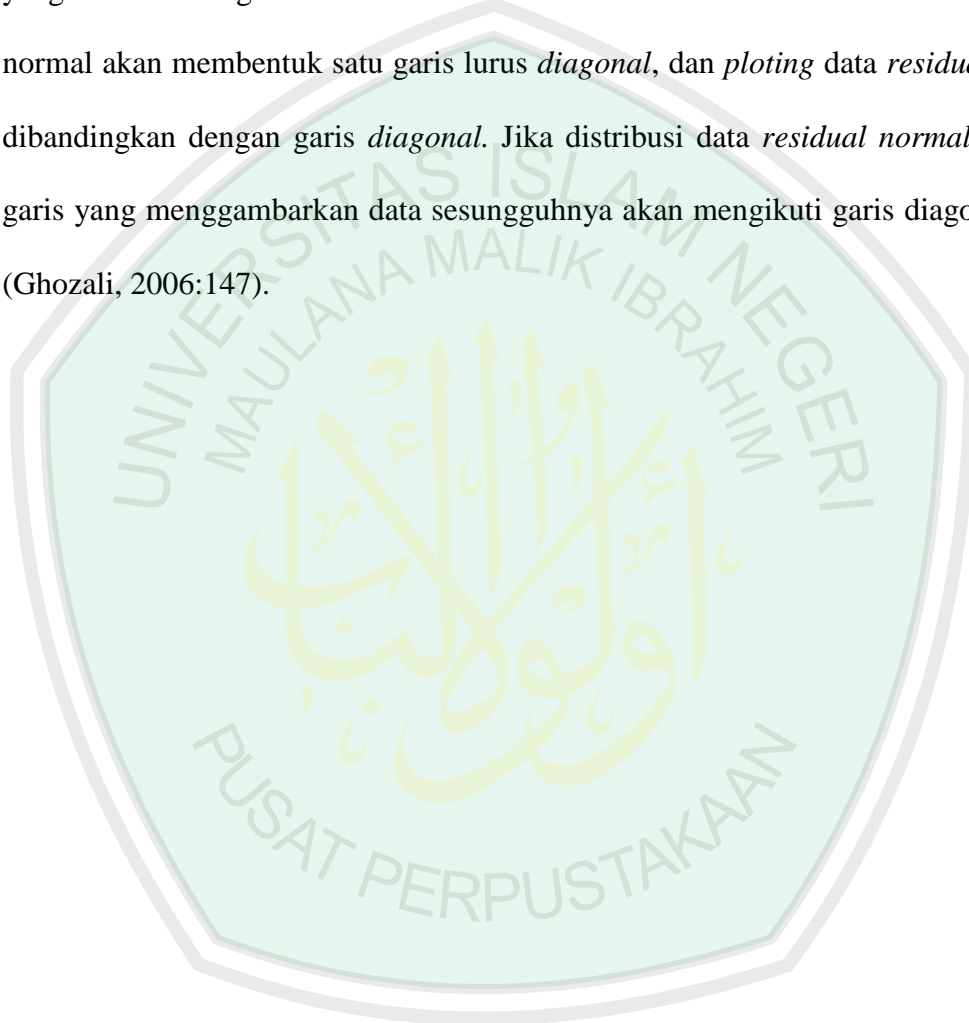 normal akan membentuk satu garis lurus diagonal, dan ploting data
dibandingkan dengan garis diagonal. Jika distribusi data residual normal
garis yang menggambarkan data sesungguhnya akan mengikuti garis
(Ghozali, 2006:147).
UNIVERSITAS ISLAM NEGERI
MAULANA MALIK IBRAHIM
PUSAT PERPUSTAKAAN